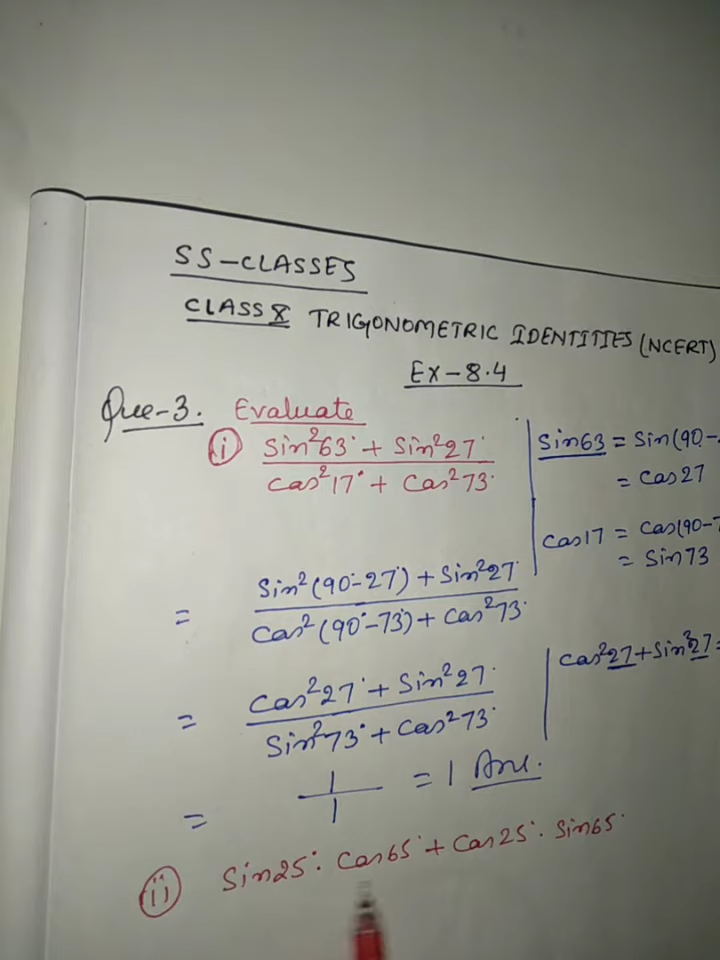 SS-CLASSES
CLASS X TRIGONOMETRIC IDENTITIES (NCERT)
EX-8.4
Que-3. Evaluate
(i) Sin²63° + Sin²27° / Cos²17° + Cos²73°
Sin63 = Sin(90-
= Cos27
Cos17 = Cos(90-7
= Sin73
= Sin²(90°-27°) + Sin²27° / Cos²(90°-73°) + Cos²73°
= Cos²27° + Sin²27° / Sin²73° + Cos²73°
Cos²27 + Sin²27 =
= 1/1 = 1 Ans.
(ii) Sin25°. Cos65° + Cos25°. Sin65°